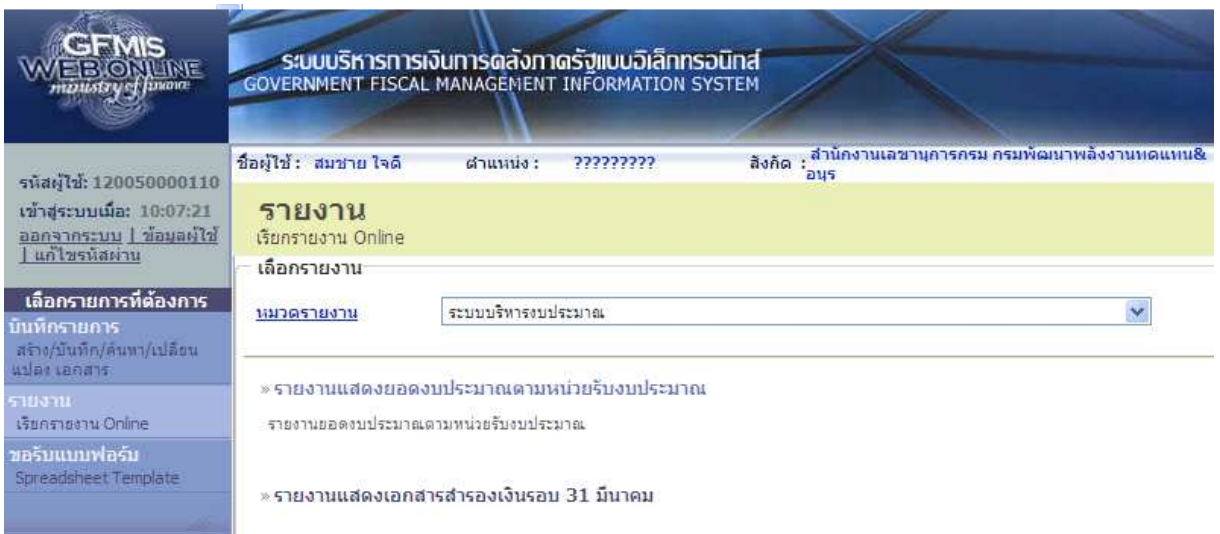 GFMIS
WEB ONLINE
ministry of finance
ระบบบริหารการเงินการคลังภาครัฐแบบอิเล็กทรอนิกส์
GOVERNMENT FISCAL MANAGEMENT INFORMATION SYSTEM
ชื่อผู้ใช้ : สมชาย ใจดี ตำแหน่ง : ????????? สังกัด : สำนักงานเลขานุการกรม กรมพัฒนาพลังงานทดแทน&
อนุร
รหัสผู้ใช้: 120050000110
เข้าสู่ระบบเมื่อ: 10:07:21
ออกจากระบบ | ข้อมูลผู้ใช้
| แก้ไขรหัสผ่าน
เลือกรายการที่ต้องการ
บันทึกรายการ
สร้าง/บันทึก/ค้นหา/เปลี่ยน
แปลง เอกสาร
รายงาน
เรียกรายงาน Online
ขอรับแบบฟอร์ม
Spreadsheet Template
รายงาน
เรียกรายงาน Online
เลือกรายงาน
หมวดรายงาน ระบบบริหารงบประมาณ
» รายงานแสดงยอดงบประมาณตามหน่วยรับงบประมาณ
รายงานยอดงบประมาณตามหน่วยรับงบประมาณ
» รายงานแสดงเอกสารสำรองเงินรอบ 31 มีนาคม